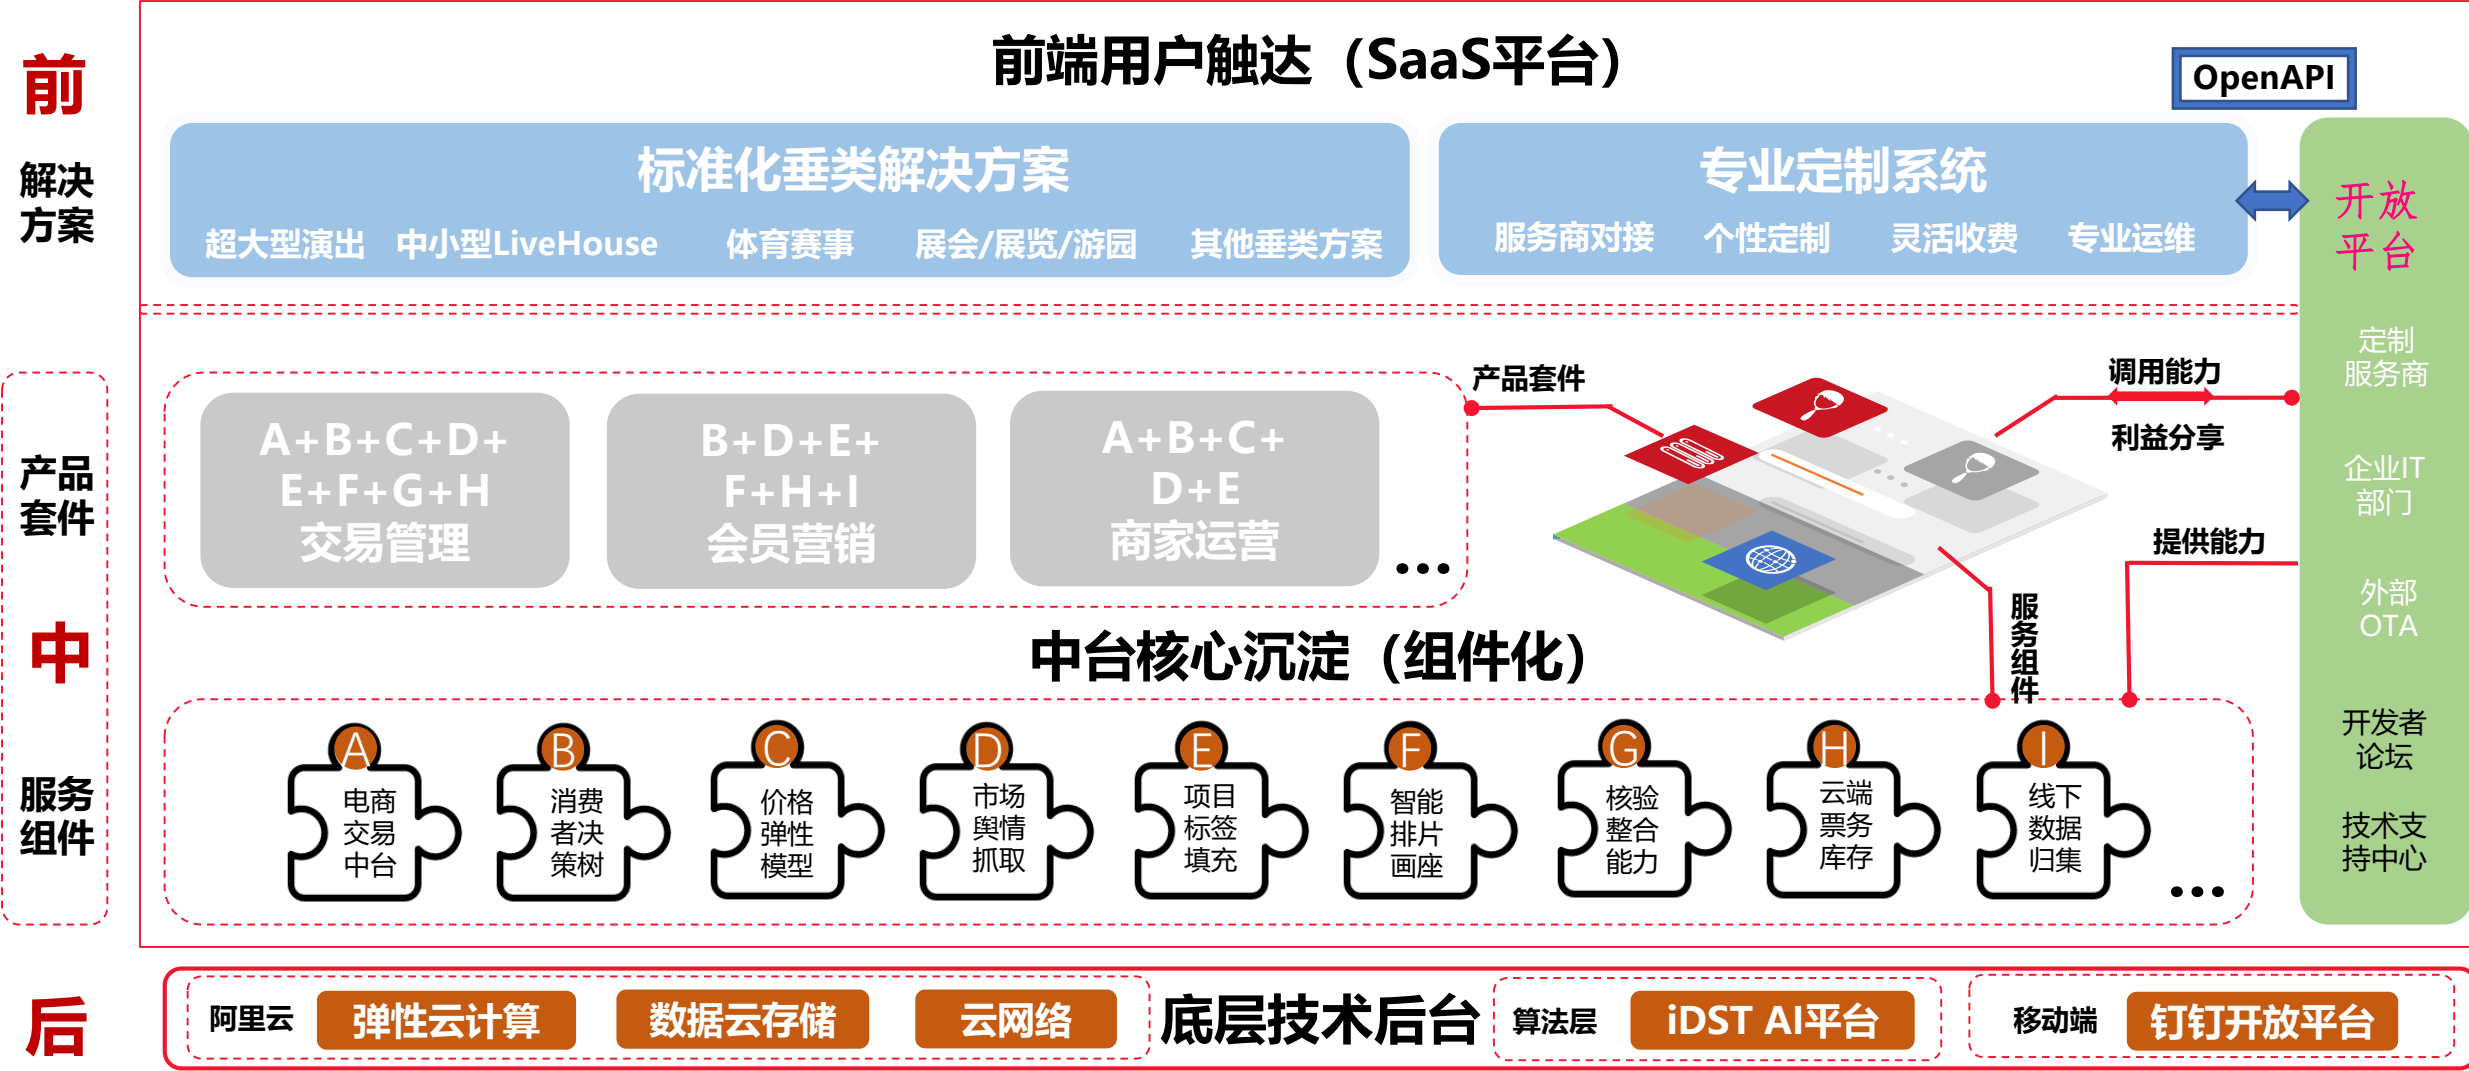 前
解决
方案
产品
套件
中
服务
组件
后
前端用户触达（SaaS平台）
OpenAPI
标准化垂类解决方案
超大型演出 中小型LiveHouse 体育赛事 展会/展览/游园 其他垂类方案
专业定制系统
服务商对接 个性定制 灵活收费 专业运维
开放
平台
定制
服务商
企业IT
部门
外部
OTA
开发者
论坛
技术支
持中心
A+B+C+D+
E+F+G+H
交易管理
B+D+E+
F+H+I
会员营销
A+B+C+
D+E
商家运营
...
产品套件
调用能力
利益分享
提供能力
服务组件
中台核心沉淀（组件化）
A
电商
交易
中台
B
消费
者决
策树
C
价格
弹性
模型
D
市场
舆情
抓取
E
项目
标签
填充
F
智能
排片
画座
G
核验
整合
能力
H
云端
票务
库存
I
线下
数据
归集
...
阿里云 弹性云计算 数据云存储 云网络
底层技术后台
算法层 iDST AI平台
移动端 钉钉开放平台